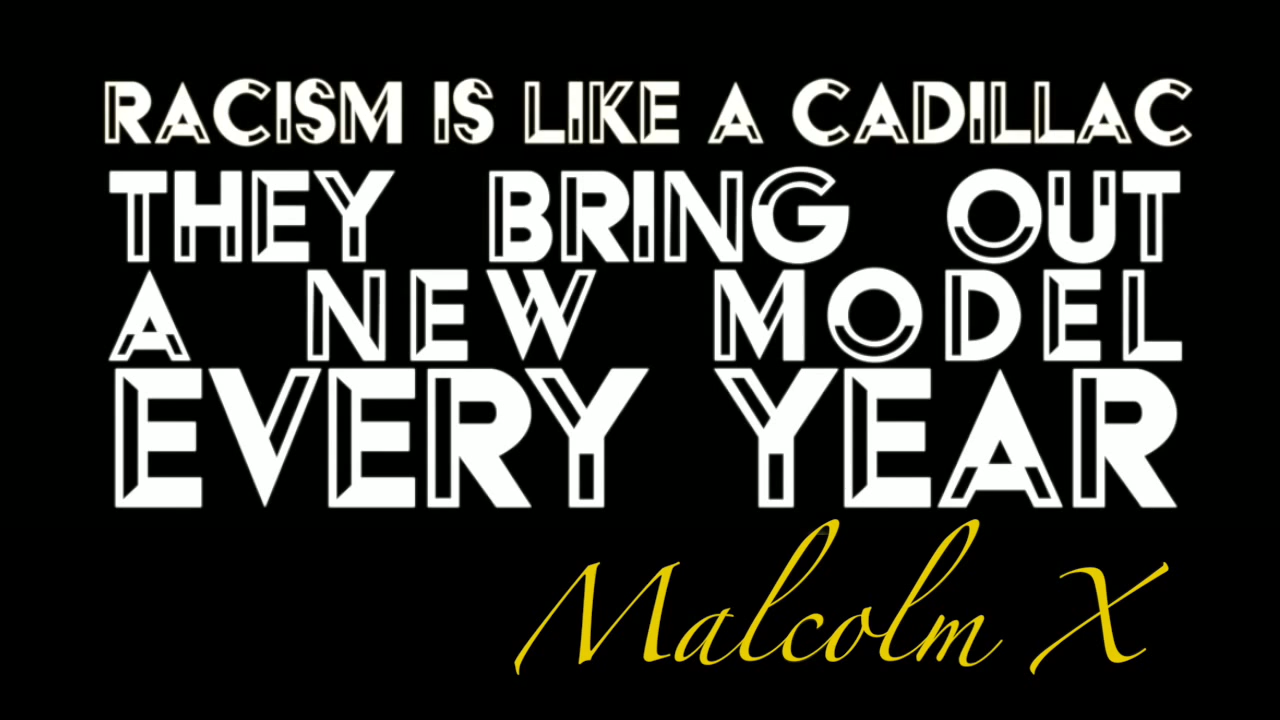 RACISM IS LIKE A CADILLAC
THEY BRING OUT
A NEW MODEL
EVERY YEAR
Malcolm X